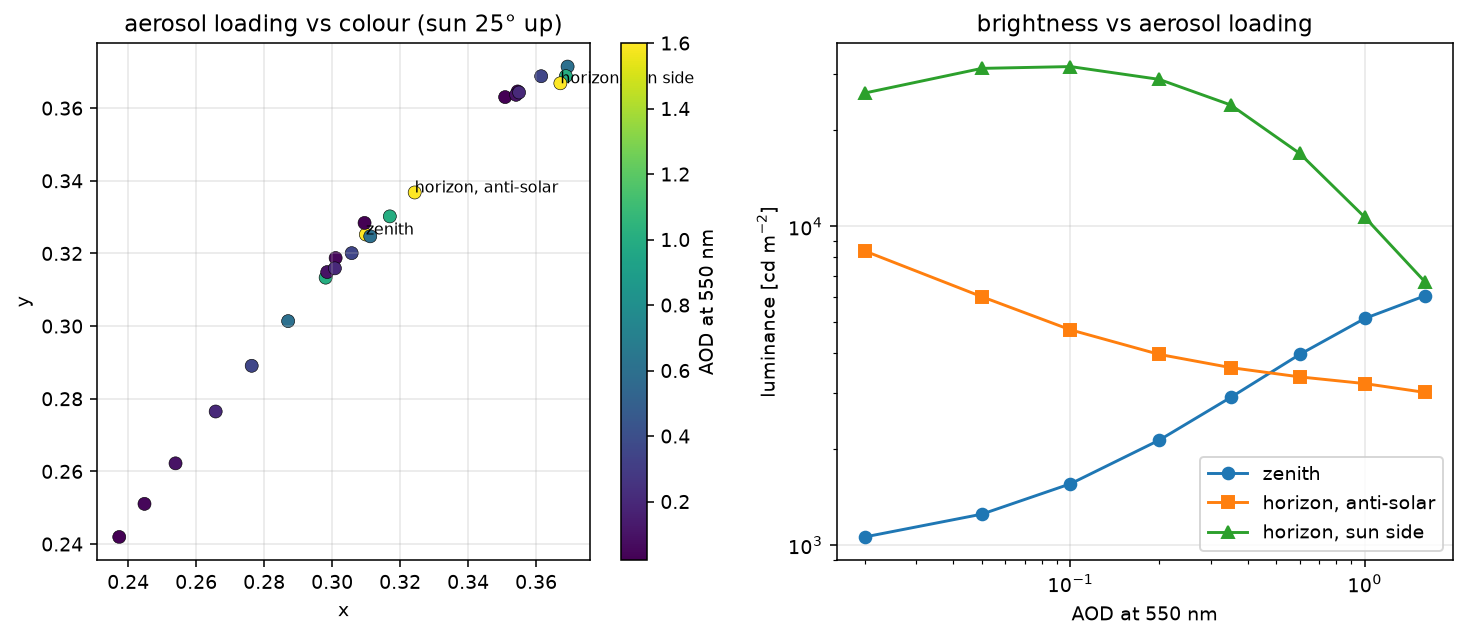 aerosol loading vs colour (sun 25° up)
horizon, anti-solar
zenith
0.36
0.34
0.32
0.30
0.28
0.26
0.24
y
0.24
0.26
0.28
0.30
0.32
0.34
0.36
x
1.6
1.4
1.2
1.0
0.8
0.6
0.4
0.2
AOD at 550 nm
horizon
n side
brightness vs aerosol loading
10⁴
10³
luminance [cd m⁻²]
10⁻¹
10⁰
AOD at 550 nm
zenith
horizon, anti-solar
horizon, sun side